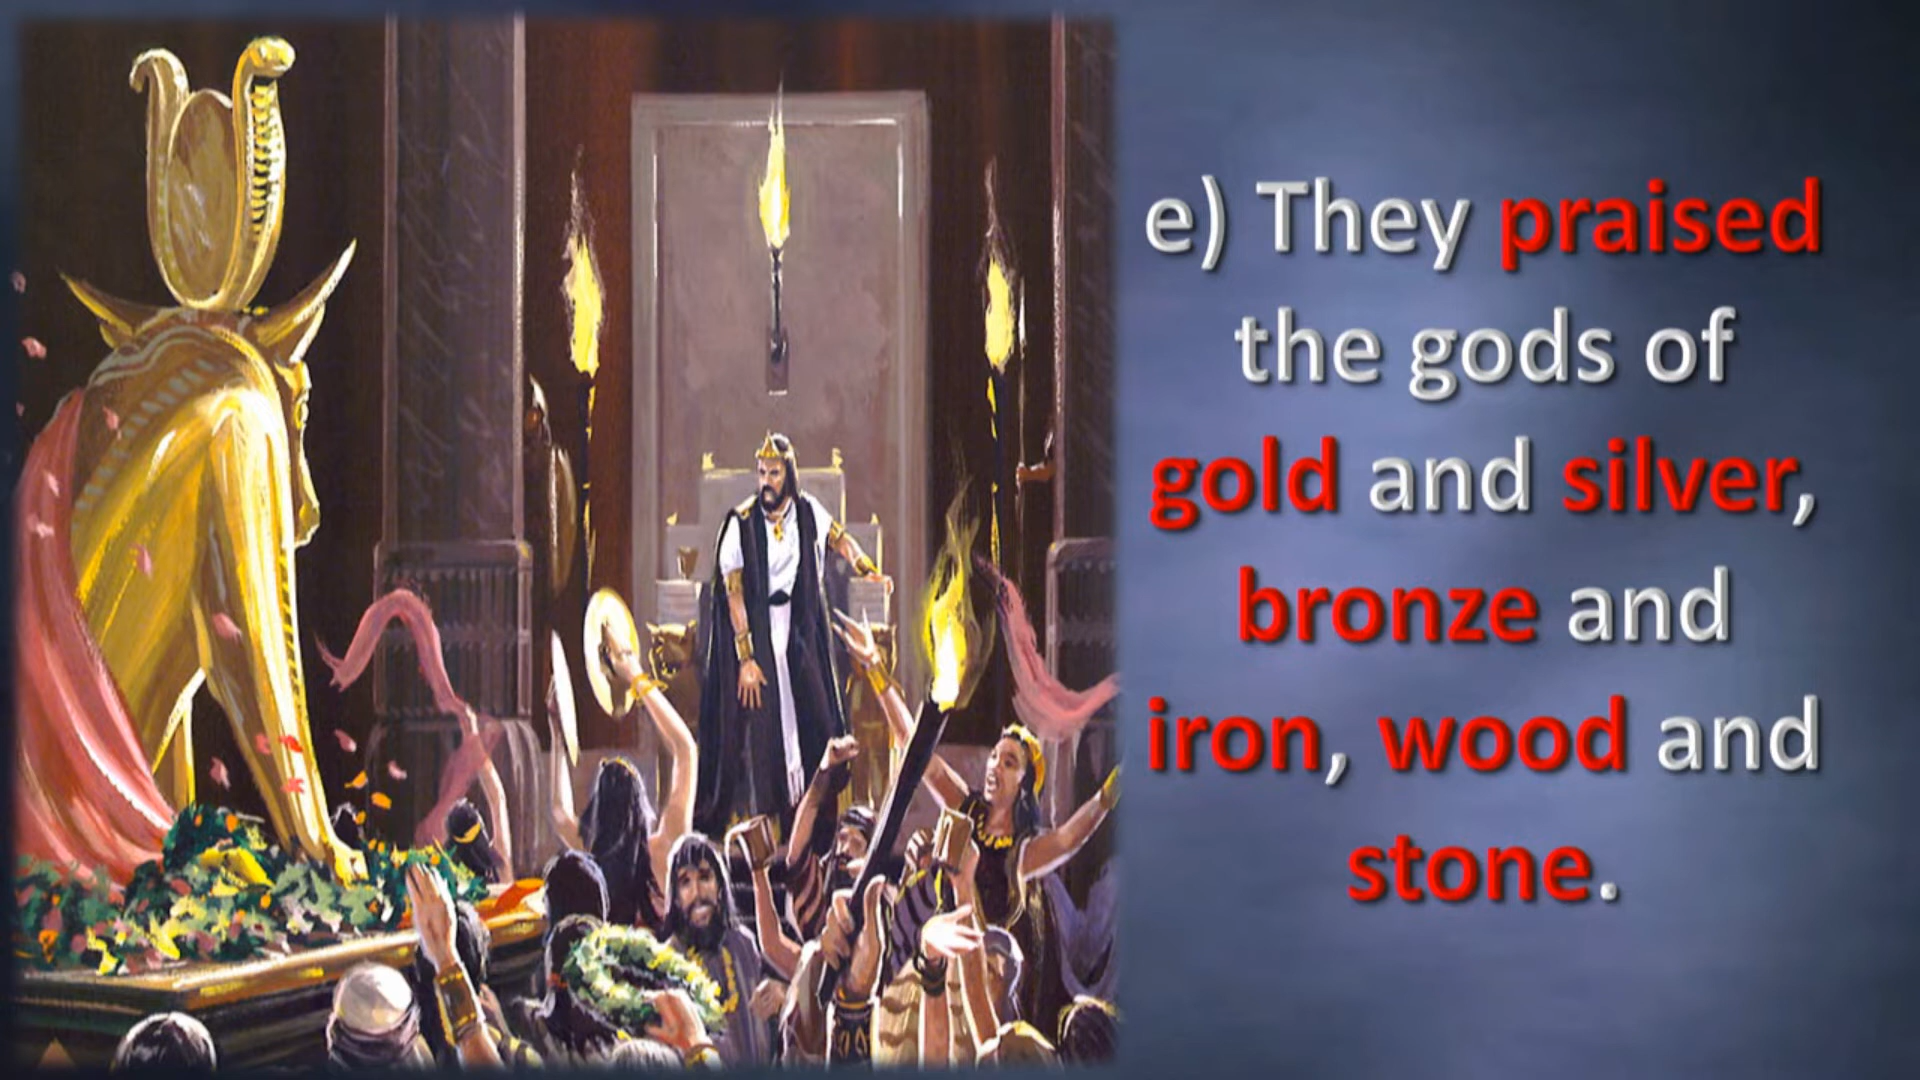 e) They praised
the gods of
gold and silver,
bronze and
iron, wood and
stone.